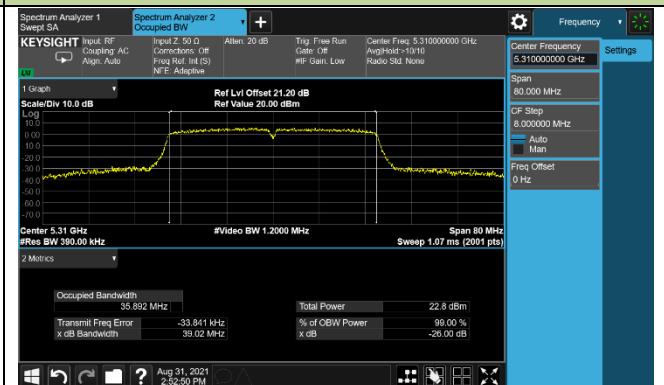 Spectrum Analyzer 1
Swept SA
Spectrum Analyzer 2
Occupied BW
+
Frequency
KEYSIGHT
Input: RF
Coupling: AC
Align: Auto
Input Z: 50 Ω
Corrections: Off
Freq Ref: Int (S)
NFE: Adaptive
Atten: 20 dB
Trig: Free Run
Gate: Off
#IF Gain: Low
Center Freq: 5.310000000 GHz
Avg|Hold:>10/10
Radio Std: None
Center Frequency
5.310000000 GHz
Settings
Span
80.000 MHz
CF Step
8.000000 MHz
Auto
Man
Freq Offset
0 Hz
1 Graph
Scale/Div 10.0 dB
Ref Lvl Offset 21.20 dB
Ref Value 20.00 dBm
Log
10.0
0.00
-10.0
-20.0
-30.0
-40.0
-50.0
-60.0
-70.0
Center 5.31 GHz
#Res BW 390.00 kHz
#Video BW 1.2000 MHz
Span 80 MHz
Sweep 1.07 ms (2001 pts)
2 Metrics
Occupied Bandwidth
35.892 MHz
Total Power 22.8 dBm
Transmit Freq Error -33.841 kHz
% of OBW Power 99.00 %
x dB Bandwidth 39.02 MHz
x dB -26.00 dB
?
Aug 31, 2021
2:52:50 PM